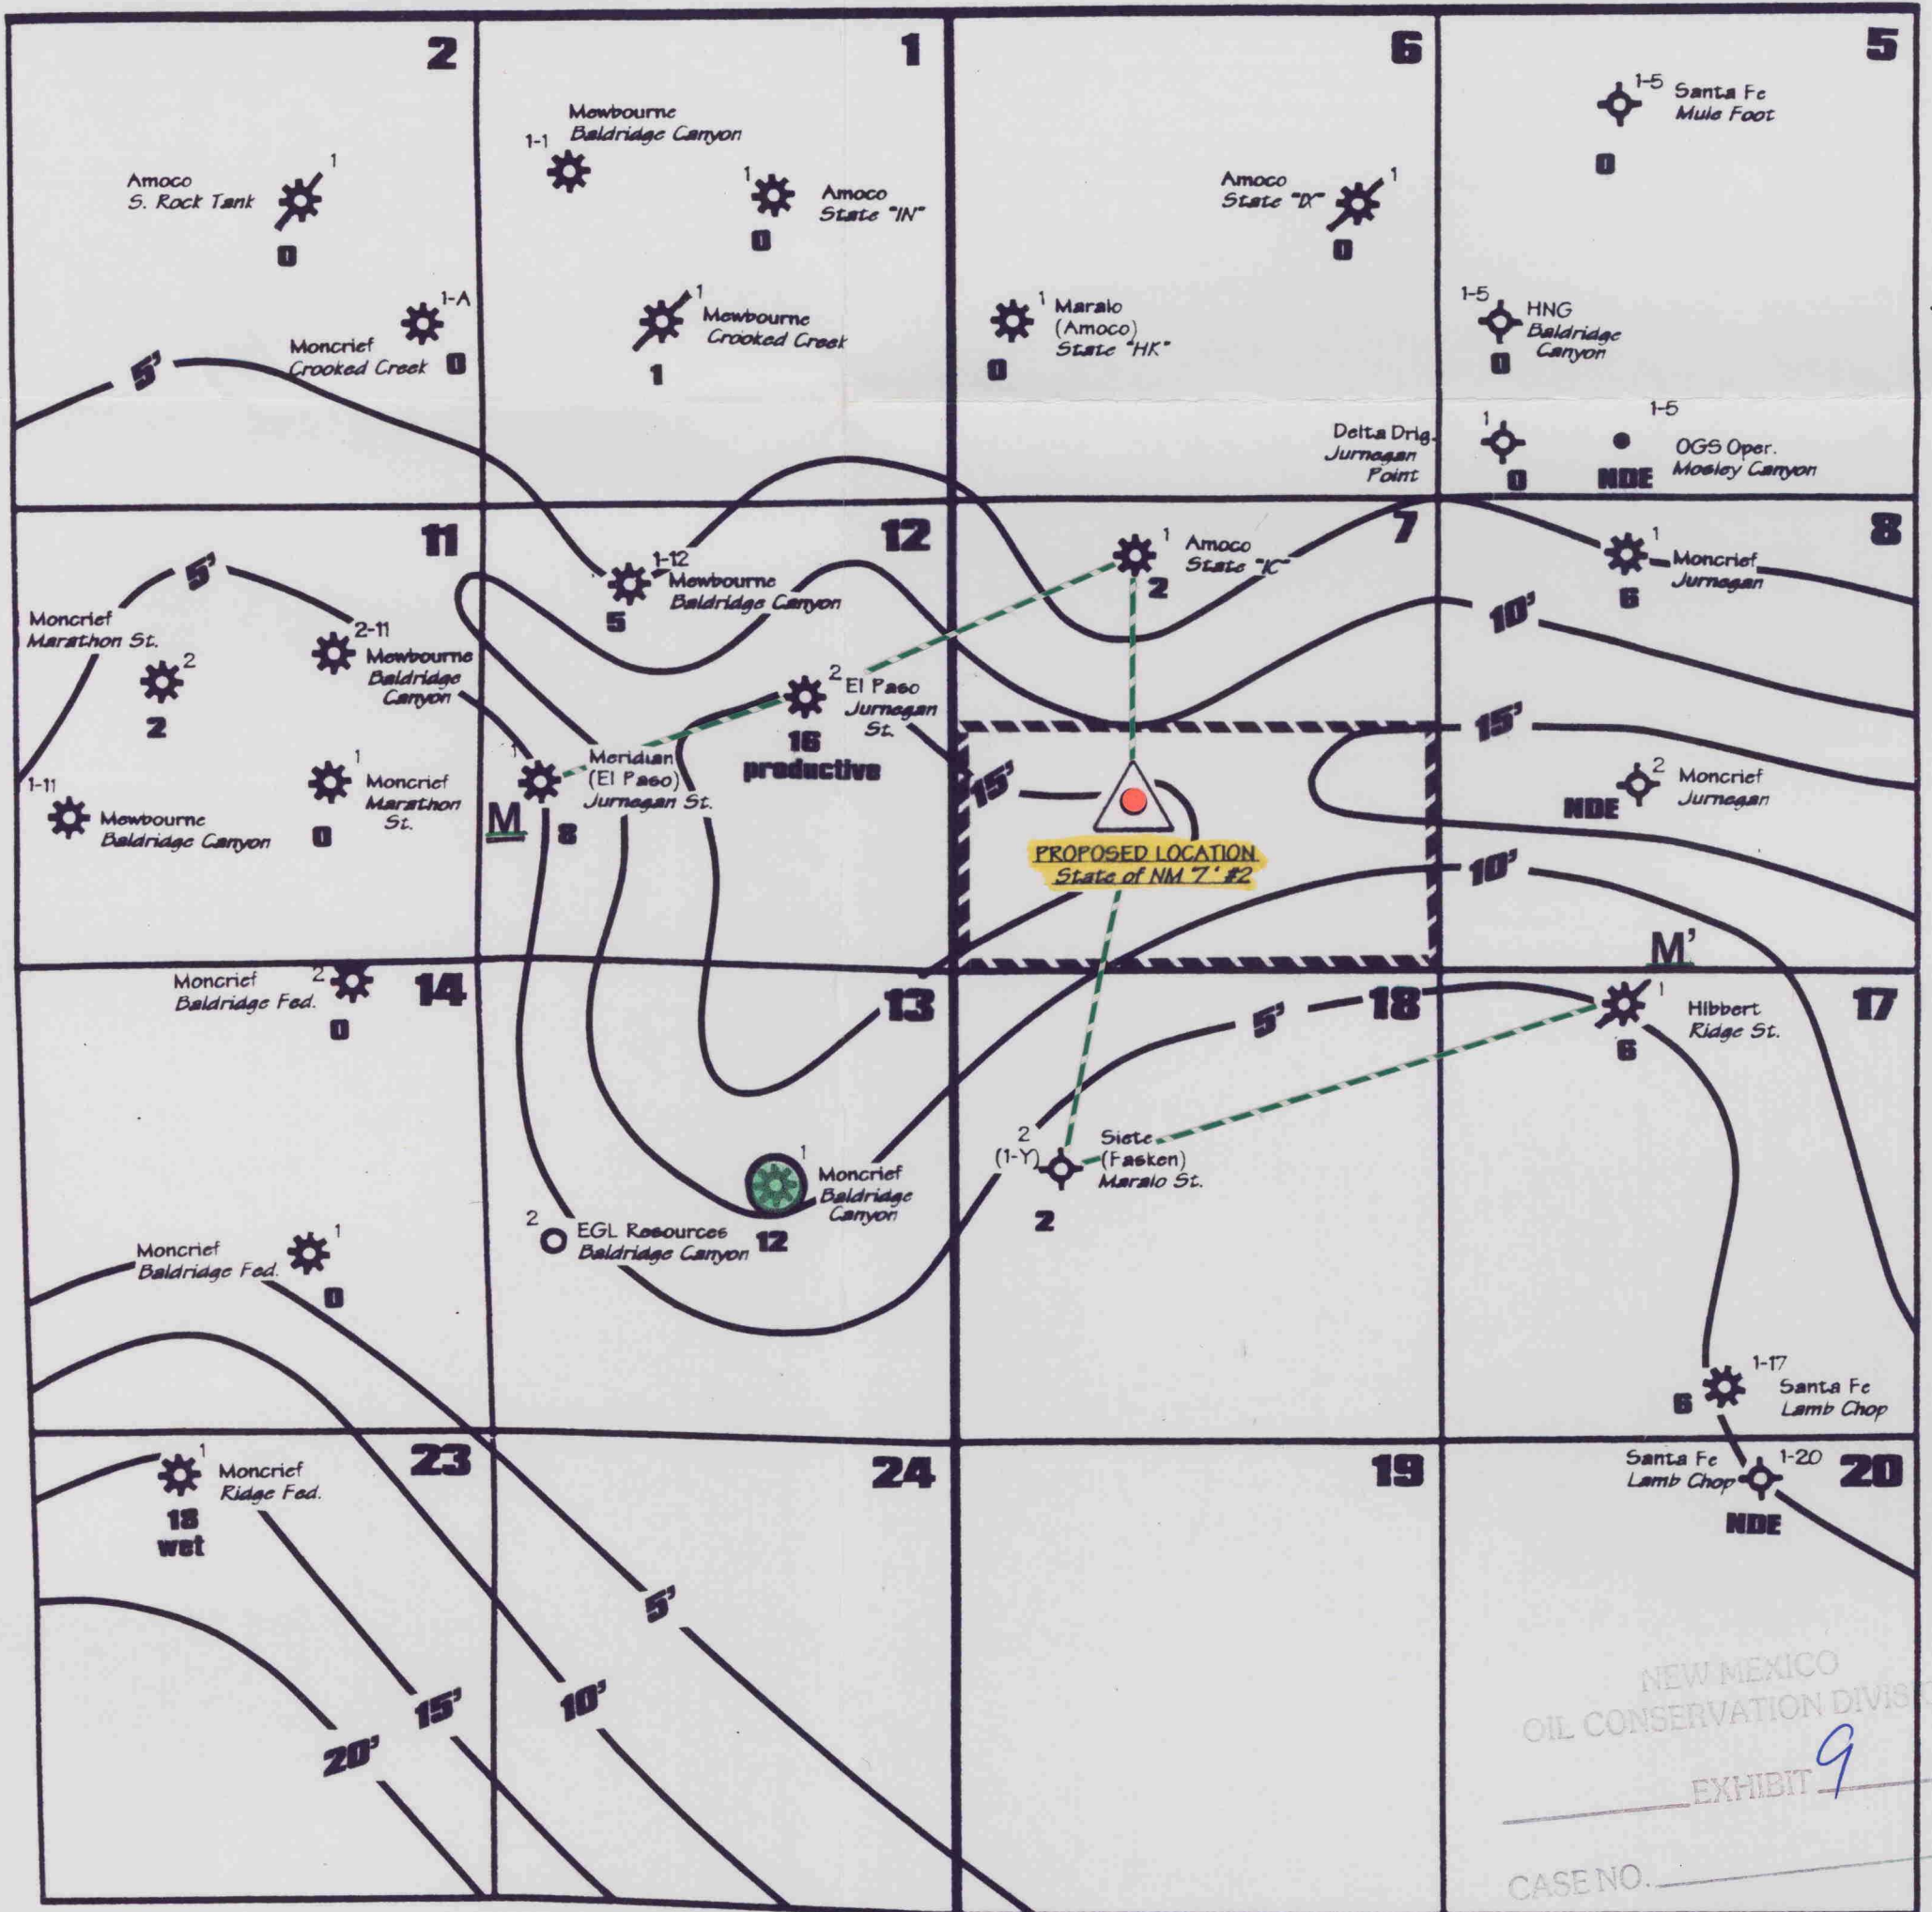 2
1
6
5
Amoco
S. Rock Tank
1
0
Moncrief
Crooked Creek
1-A
0
5'
Mewbourne
Baldridge Canyon
1-1
1
Amoco
State "IN"
0
1
Mewbourne
Crooked Creek
1
Amoco
State "IX"
1
0
1
Maralo
(Amoco)
State "HK"
0
1-5
Santa Fe
Mule Foot
0
1-5
HNG
Baldridge
Canyon
0
Delta Drlg.
Jurnegan
Point
1
0
1-5
OGS Oper.
Mosley Canyon
NDE
11
12
7
8
5'
Moncrief
Marathon St.
2
2
2-11
Mewbourne
Baldridge
Canyon
1-11
Mewbourne
Baldridge Canyon
1
Moncrief
Marathon
St.
0
1-12
Mewbourne
Baldridge Canyon
5
2
El Paso
Jurnegan
St.
16
productive
1
Meridian
(El Paso)
Jurnegan St.
M
8
1
Amoco
State "IC"
2
15'
PROPOSED LOCATION
State of NM '7' #2
1
Moncrief
Jurnegan
6
10'
15'
2
Moncrief
Jurnegan
NDE
10'
M'
14
13
18
17
Moncrief
Baldridge Fed.
2
0
Moncrief
Baldridge Fed.
1
0
1
Moncrief
Baldridge
Canyon
12
2
EGL Resources
Baldridge Canyon
5'
2
(1-Y)
Siete
(Fasken)
Maralo St.
2
1
Hibbert
Ridge St.
6
1-17
Santa Fe
Lamb Chop
6
23
24
19
20
1
Moncrief
Ridge Fed.
18
wet
Santa Fe
Lamb Chop
1-20
NDE
5'
10'
15'
20'
NEW MEXICO
OIL CONSERVATION DIVIS
EXHIBIT 9
CASE NO.